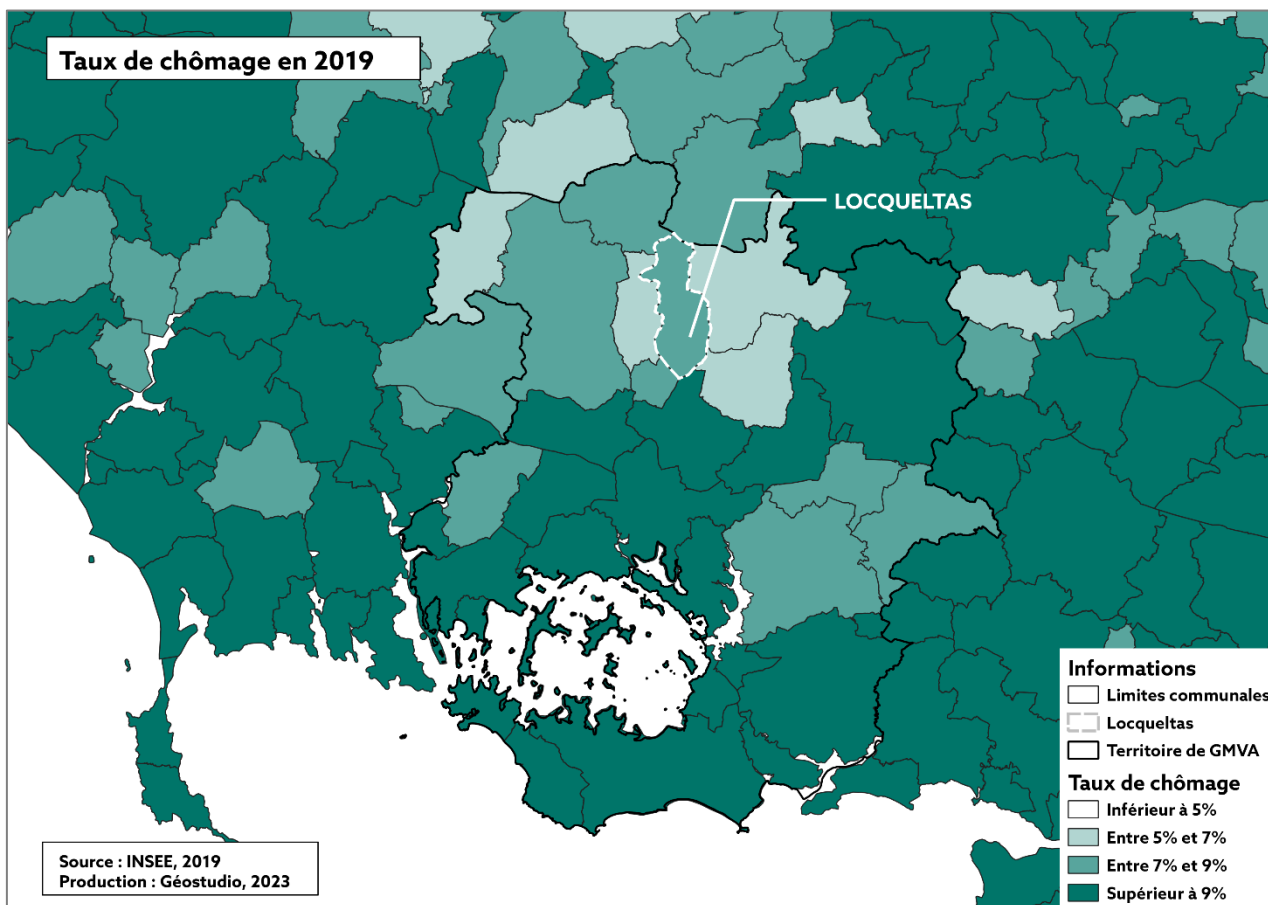 Taux de chômage en 2019
LOCQUELTAS
Informations
Limites communales
Locqueltas
Territoire de GMVA
Taux de chômage
Inférieur à 5%
Entre 5% et 7%
Entre 7% et 9%
Supérieur à 9%
Source : INSEE, 2019
Production : Géostudio, 2023